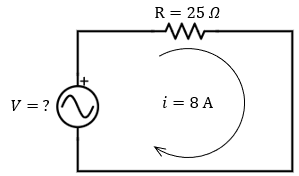 R = 25 Ω
+
V = ?
i = 8 A